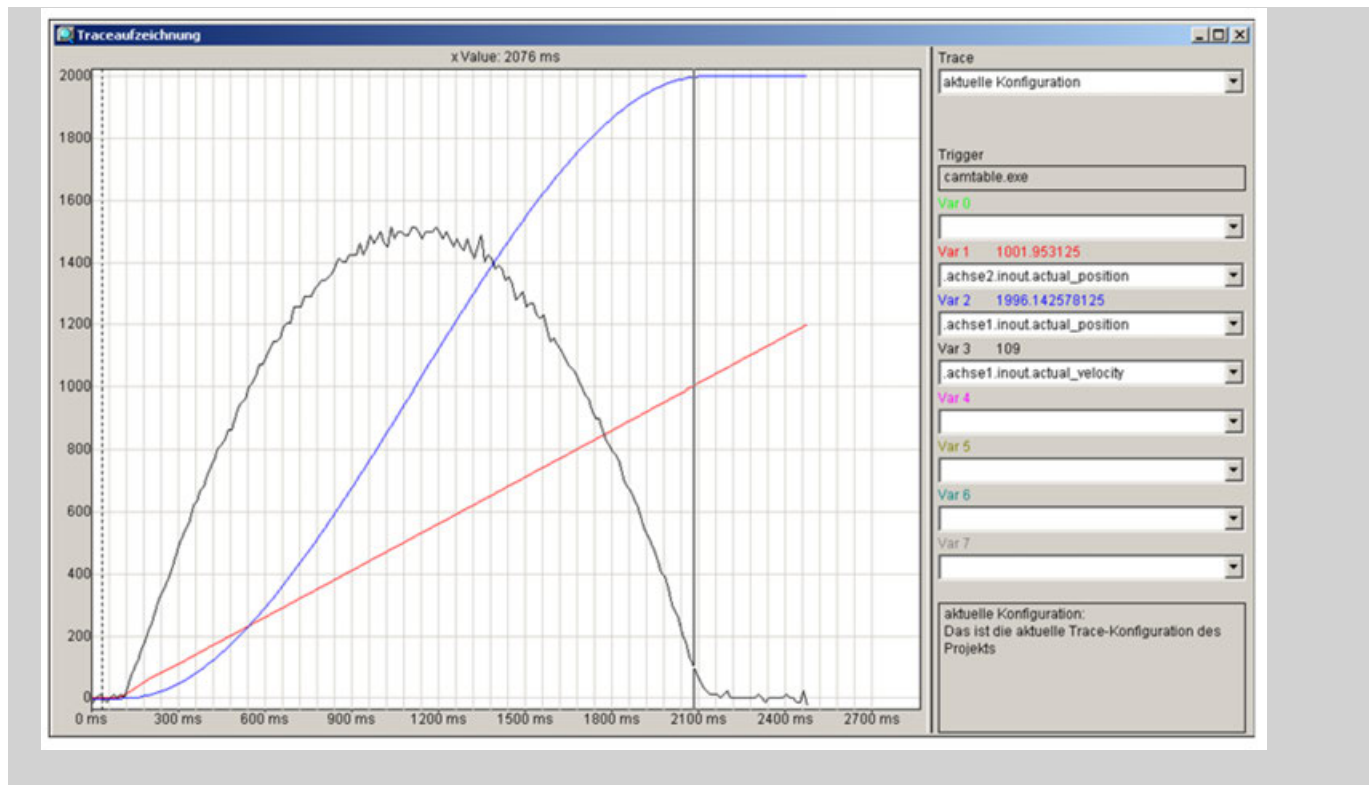 Traceaufzeichnung
x Value: 2076 ms
2000
1800
1600
1400
1200
1000
800
600
400
200
0
0 ms 300 ms 600 ms 900 ms 1200 ms 1500 ms 1800 ms 2100 ms 2400 ms 2700 ms
Trace
aktuelle Konfiguration
Trigger
camtable.exe
Var 0
Var 1 1001.953125
.achse2.inout.actual_position
Var 2 1996.142578125
.achse1.inout.actual_position
Var 3 109
.achse1.inout.actual_velocity
Var 4
Var 5
Var 6
Var 7
aktuelle Konfiguration:
Das ist die aktuelle Trace-Konfiguration des
Projekts